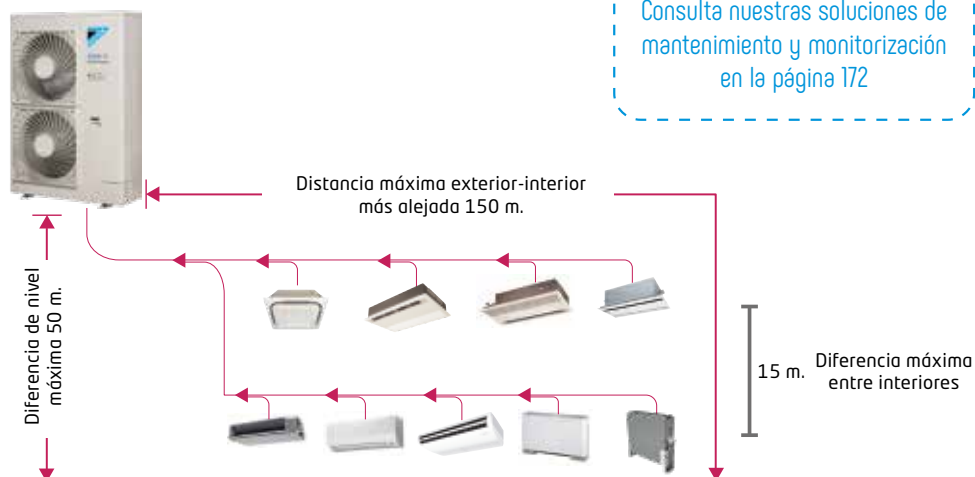 Consulta nuestras soluciones de
mantenimiento y monitorización
en la página 172
Distancia máxima exterior-interior
más alejada 150 m.
Diferencia de nivel
máxima 50 m.
15 m.
Diferencia máxima
entre interiores